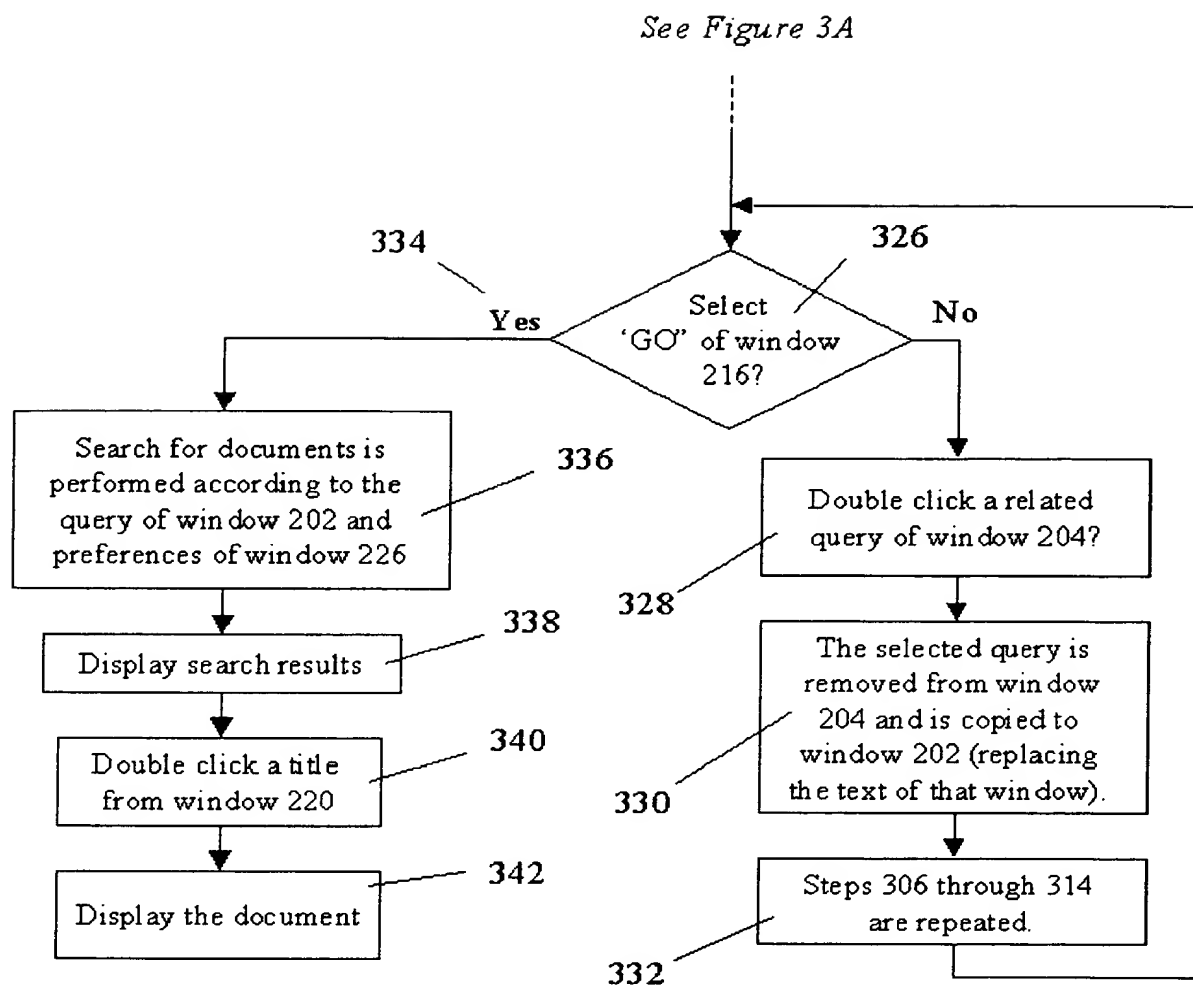 See Figure 3A
334
326
Select
‘GO” of window
216?
Yes
No
Search for documents is
performed according to the
query of window 202 and
preferences of window 226
336
Display search results
338
Double click a title
from window 220
340
Display the document
342
Double click a related
query of window 204?
328
The selected query is
removed from window
204 and is copied to
window 202 (replacing
the text of that window).
330
Steps 306 through 314
are repeated.
332